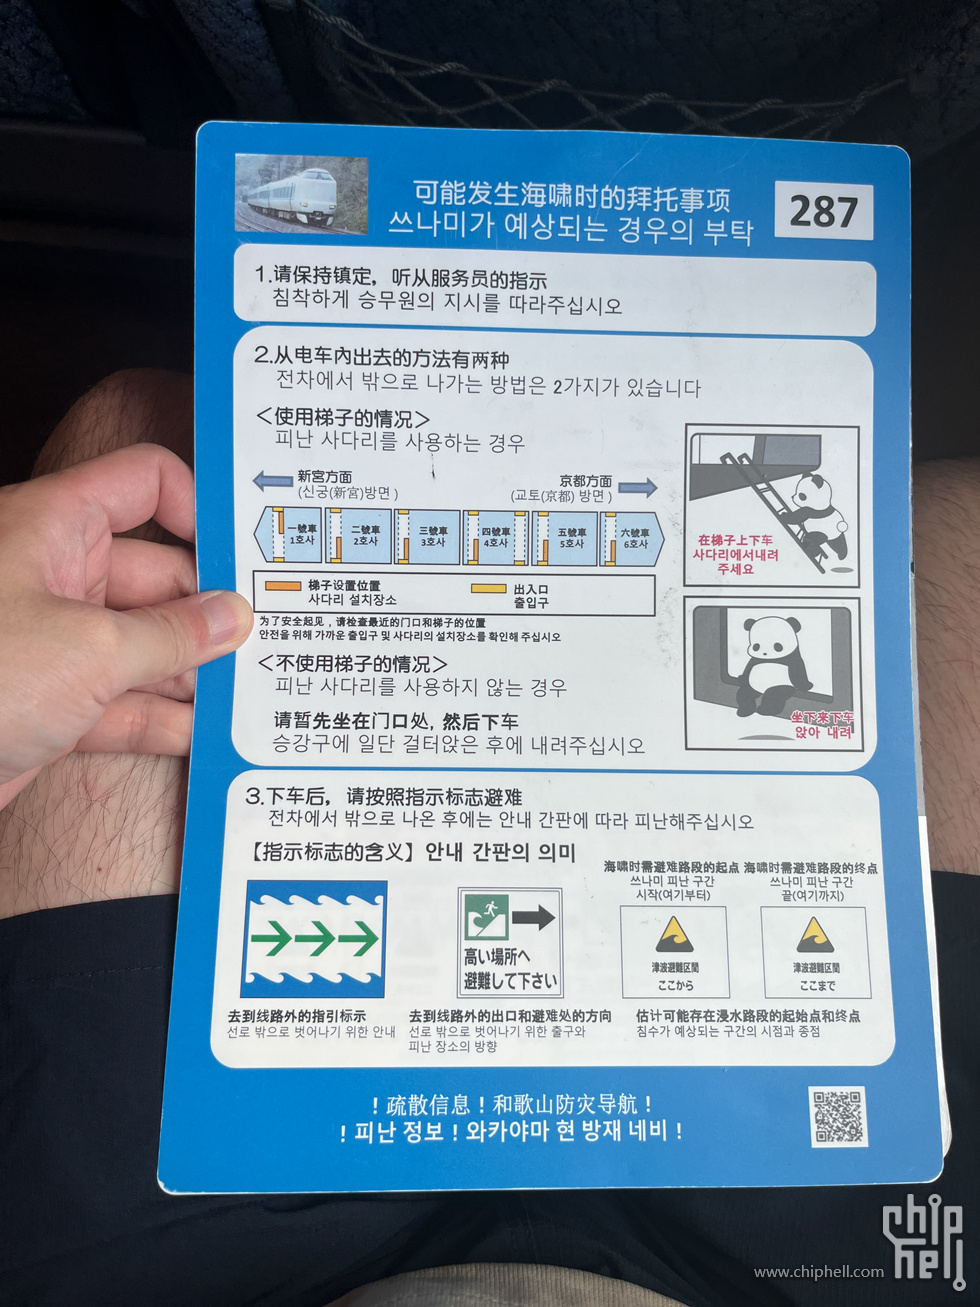 可能发生海啸时的拜托事项
쓰나미가 예상되는 경우의 부탁
287
1.请保持镇定，听从服务员的指示
침착하게 승무원의 지시를 따라주십시오
2.从电车内出去的方法有两种
전차에서 밖으로 나가는 방법은 2가지가 있습니다
<使用梯子的情况>
피난 사다리를 사용하는 경우
新宮方面
(신궁(新宮)방면 )
京都方面
(교토(京都) 방면 )
一號車
1호사
二號車
2호사
三號車
3호사
四號車
4호사
五號車
5호사
六號車
6호사
梯子设置位置
사다리 설치장소
出入口
출입구
为了安全起见，请检查最近的门口和梯子的位置
안전을 위해 가까운 출입구 및 사다리의 설치장소를 확인해 주십시오
在梯子上下车
사다리에서내려
주세요
<不使用梯子的情况>
피난 사다리를 사용하지 않는 경우
请暂先坐在门口处, 然后下车
승강구에 일단 걸터앉은 후에 내려주십시오
坐下来下车
앉아 내려
3.下车后，请按照指示标志避难
전차에서 밖으로 나온 후에는 안내 간판에 따라 피난해주십시오
【指示标志的含义】안내 간판의 의미
海啸时需避难路段的起点
쓰나미 피난 구간
시작(여기부터)
海啸时需避难路段的终点
쓰나미 피난 구간
끝(여기까지)
高い場所へ
避難して下さい
津波避難区間
ここから
津波避難区間
ここまで
去到线路外的指引标示
선로 밖으로 벗어나기 위한 안내
去到线路外的出口和避难处的方向
선로 밖으로 벗어나기 위한 출구와
피난 장소의 방향
估计可能存在浸水路段的起始点和终点
침수가 예상되는 구간의 시점과 종점
！疏散信息！和歌山防灾导航！
！피난 정보！와카야마 현 방재 네비！
chip
hell
www.chiphell.com